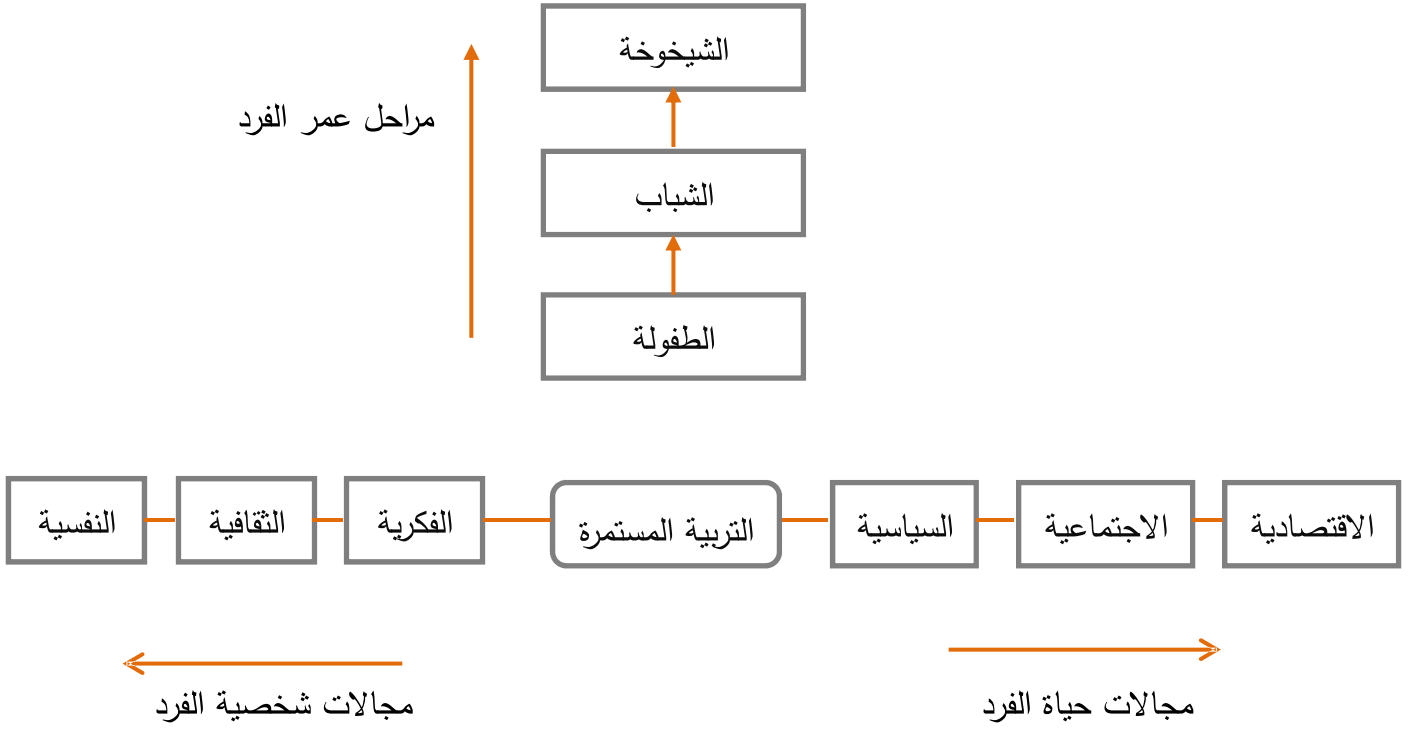 الشيخوخة
مراحل عمر الفرد
الشباب
الطفولة
الاقتصادية
الاجتماعية
السياسية
التربية المستمرة
الفكرية
الثقافية
النفسية
مجالات حياة الفرد
مجالات شخصية الفرد